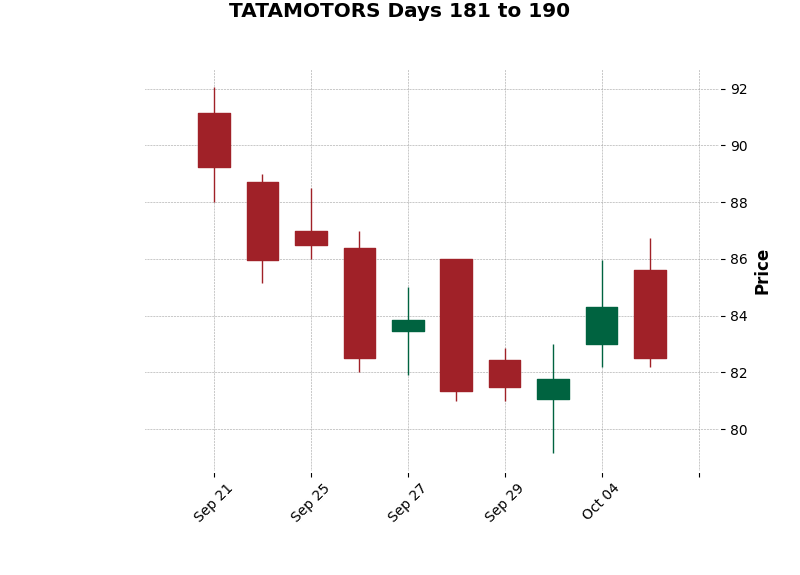 TATAMOTORS Days 181 to 190
92
90
88
86
84
82
80
Price
Sep 21
Sep 25
Sep 27
Sep 29
Oct 04